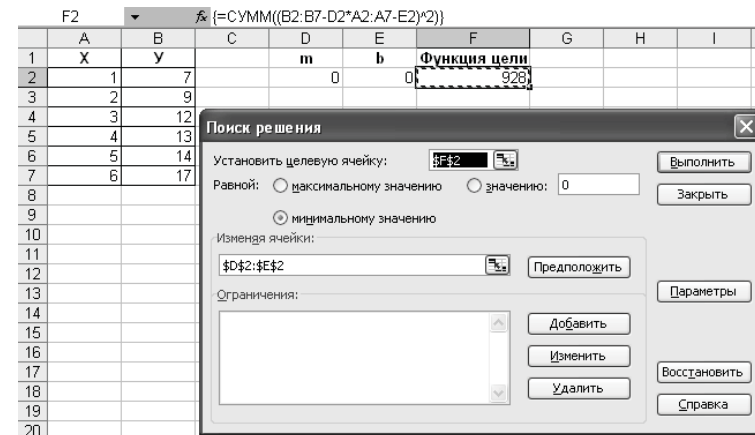 F2 fx {=СУММ((B2:B7-D2*A2:A7-E2)^2)}
A B C D E F G H I
1 X У m b Функция цели
2 1 7 0 0 928
3 2 9
4 3 12
5 4 13
6 5 14
7 6 17
8
9
10
11
12
13
14
15
16
17
18
19
20
Поиск решения
Установить целевую ячейку: $F$2 Выполнить
Равной: максимальному значению значению: 0 Закрыть
минимальному значению
Изменяя ячейки:
$D$2:$E$2 Предположить
Ограничения: Параметры
Добавить
Изменить
Восстановить
Удалить
Справка